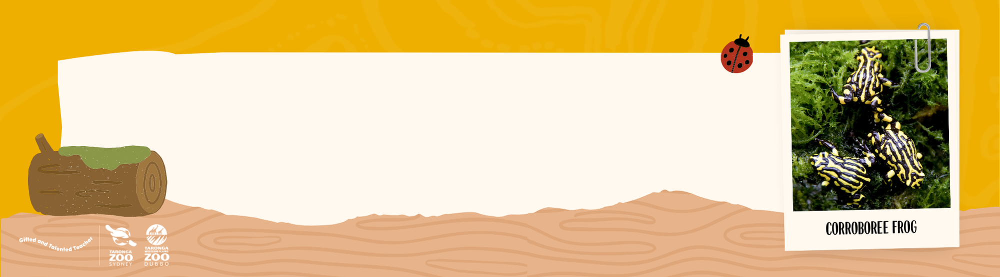 CORROBOREE FROG
Gifted and Talented Teacher
TARONGA
ZOO
SYDNEY
TARONGA
WESTERN PLAINS
ZOO
DUBBO